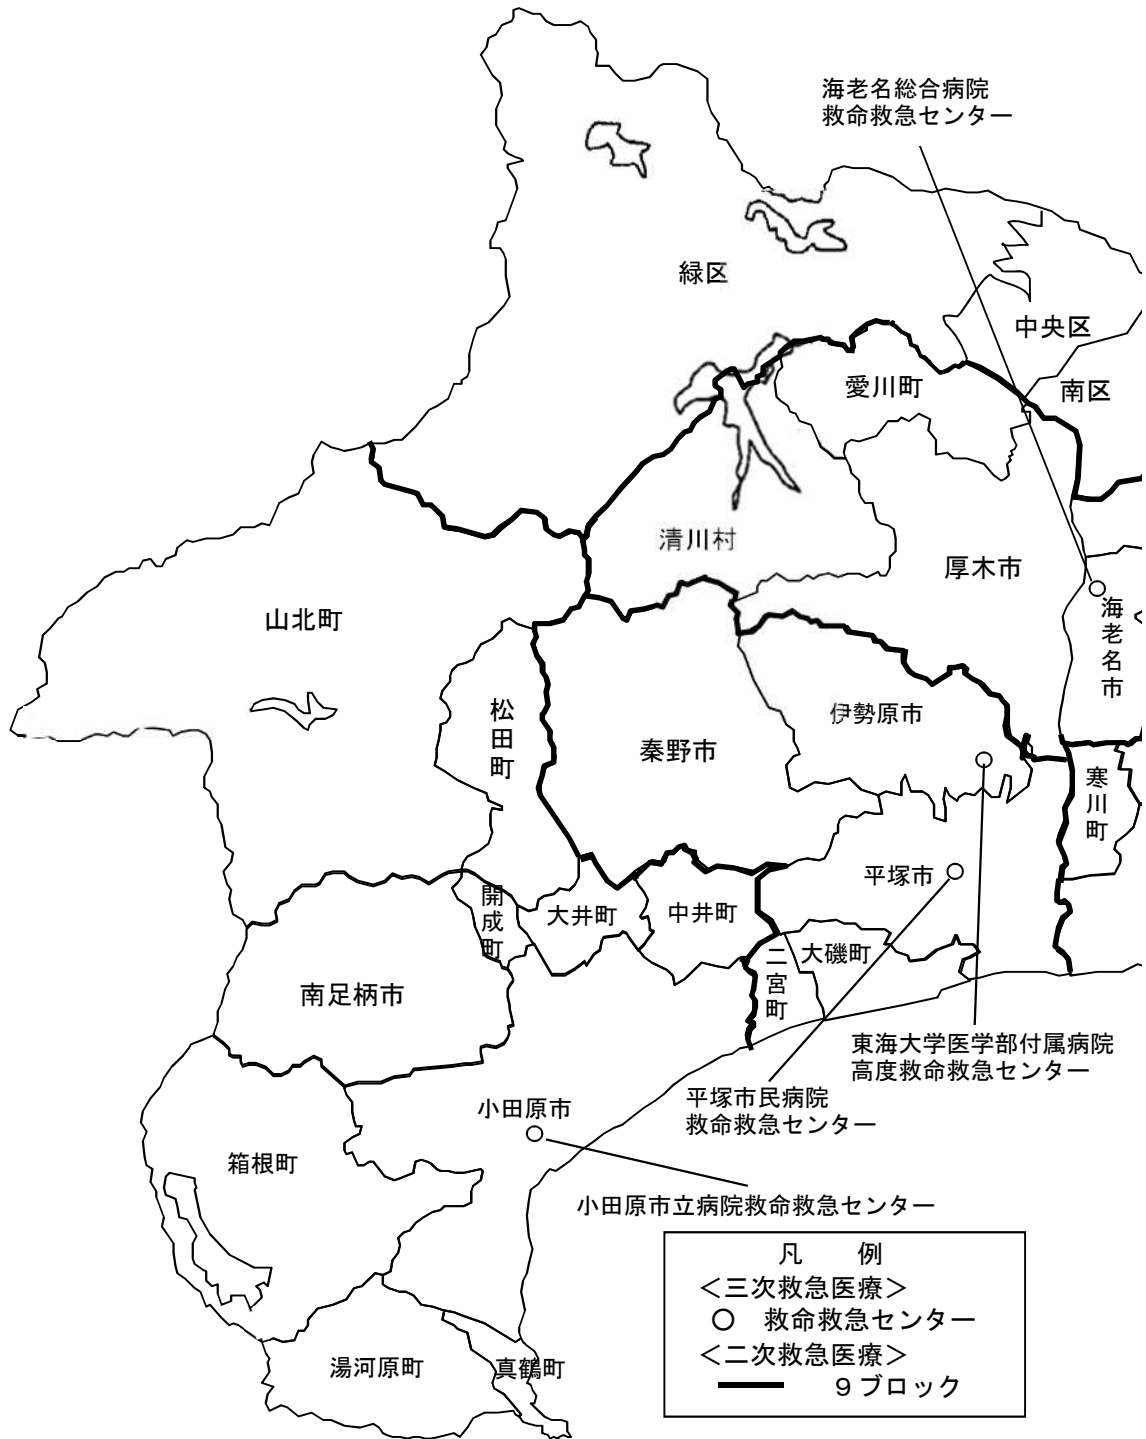 海老名総合病院
救命救急センター
緑区
中央区
南区
愛川町
清川村
厚木市
海老名市
山北町
松田町
秦野市
伊勢原市
寒川町
平塚市
開成町
大井町
中井町
二宮町
大磯町
南足柄市
東海大学医学部付属病院
高度救命救急センター
平塚市民病院
救命救急センター
小田原市
箱根町
小田原市立病院救命救急センター
湯河原町
真鶴町
凡　例
＜三次救急医療＞
○　救命救急センター
＜二次救急医療＞
９ブロック